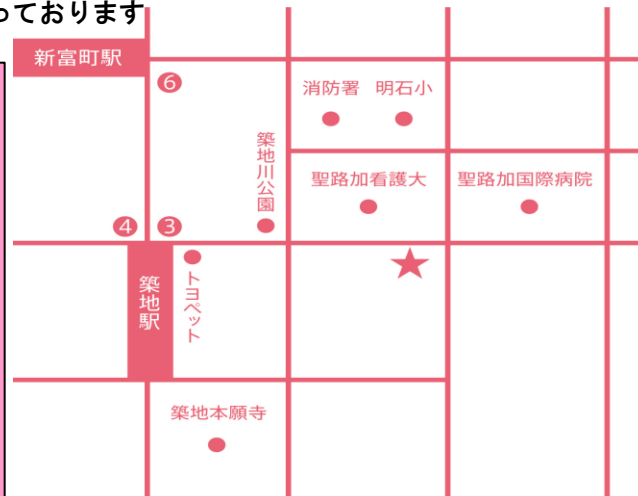 っております
新富町駅
⑥
消防署 明石小
築地川公園
聖路加看護大 聖路加国際病院
④ ③
築地駅
トヨペット
築地本願寺